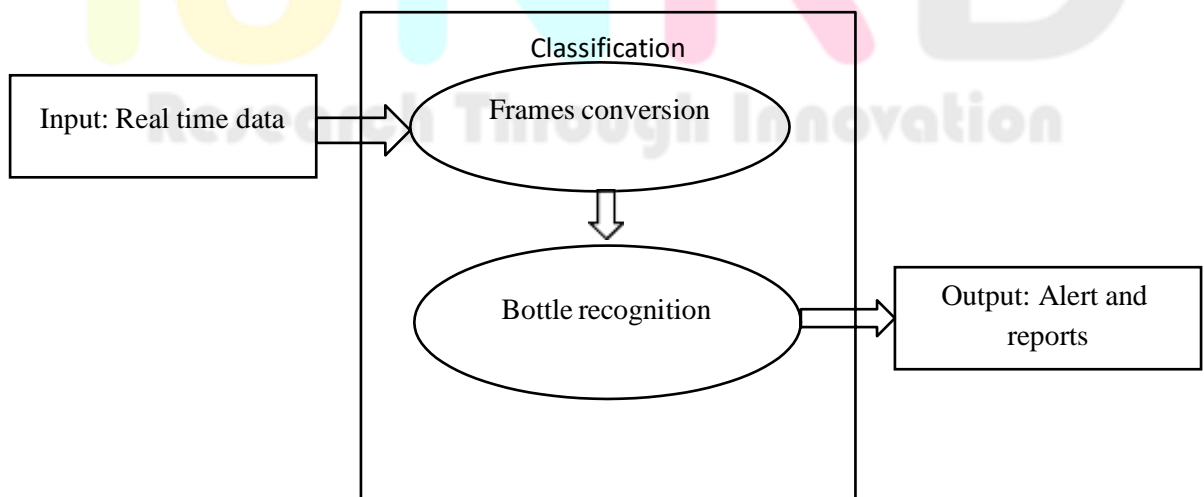 Classification
Input: Real time data
Frames conversion
Research Through Innovation
Bottle recognition
Output: Alert and
reports